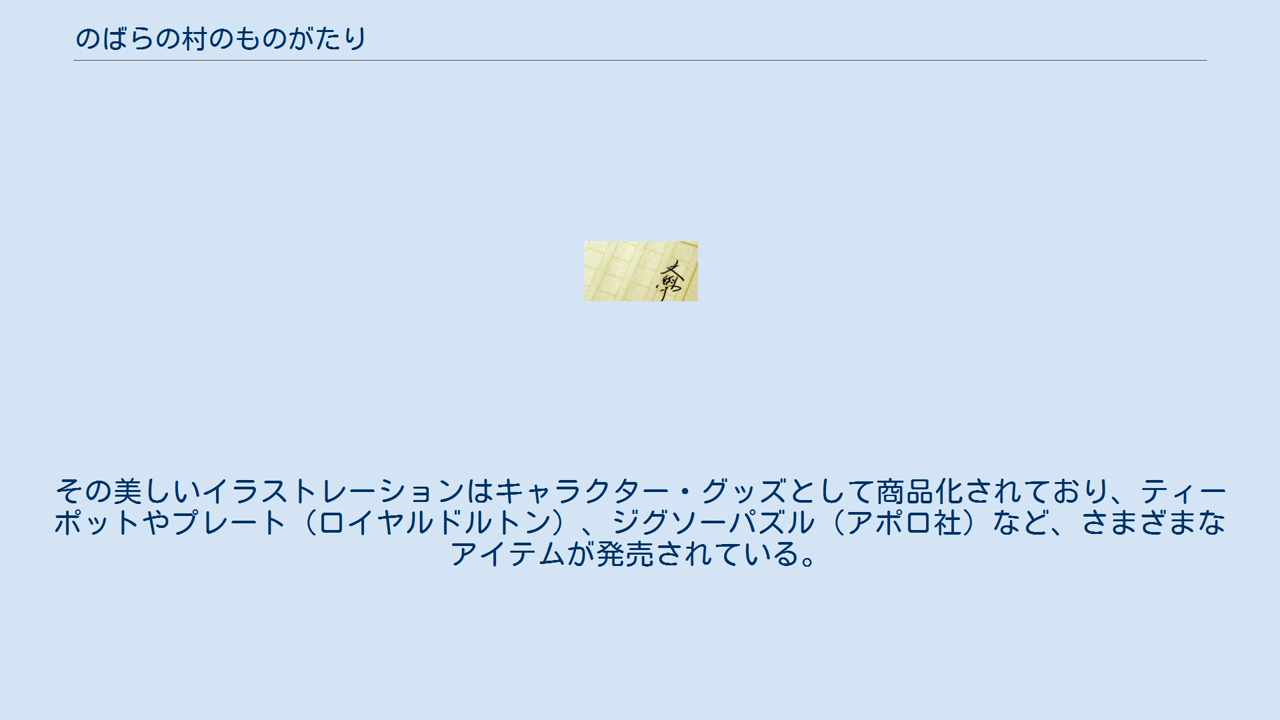 のばらの村のものがたり
その美しいイラストレーションはキャラクター・グッズとして商品化されており、ティー
ポットやプレート（ロイヤルドルトン）、ジグソーパズル（アポロ社）など、さまざまな
アイテムが発売されている。